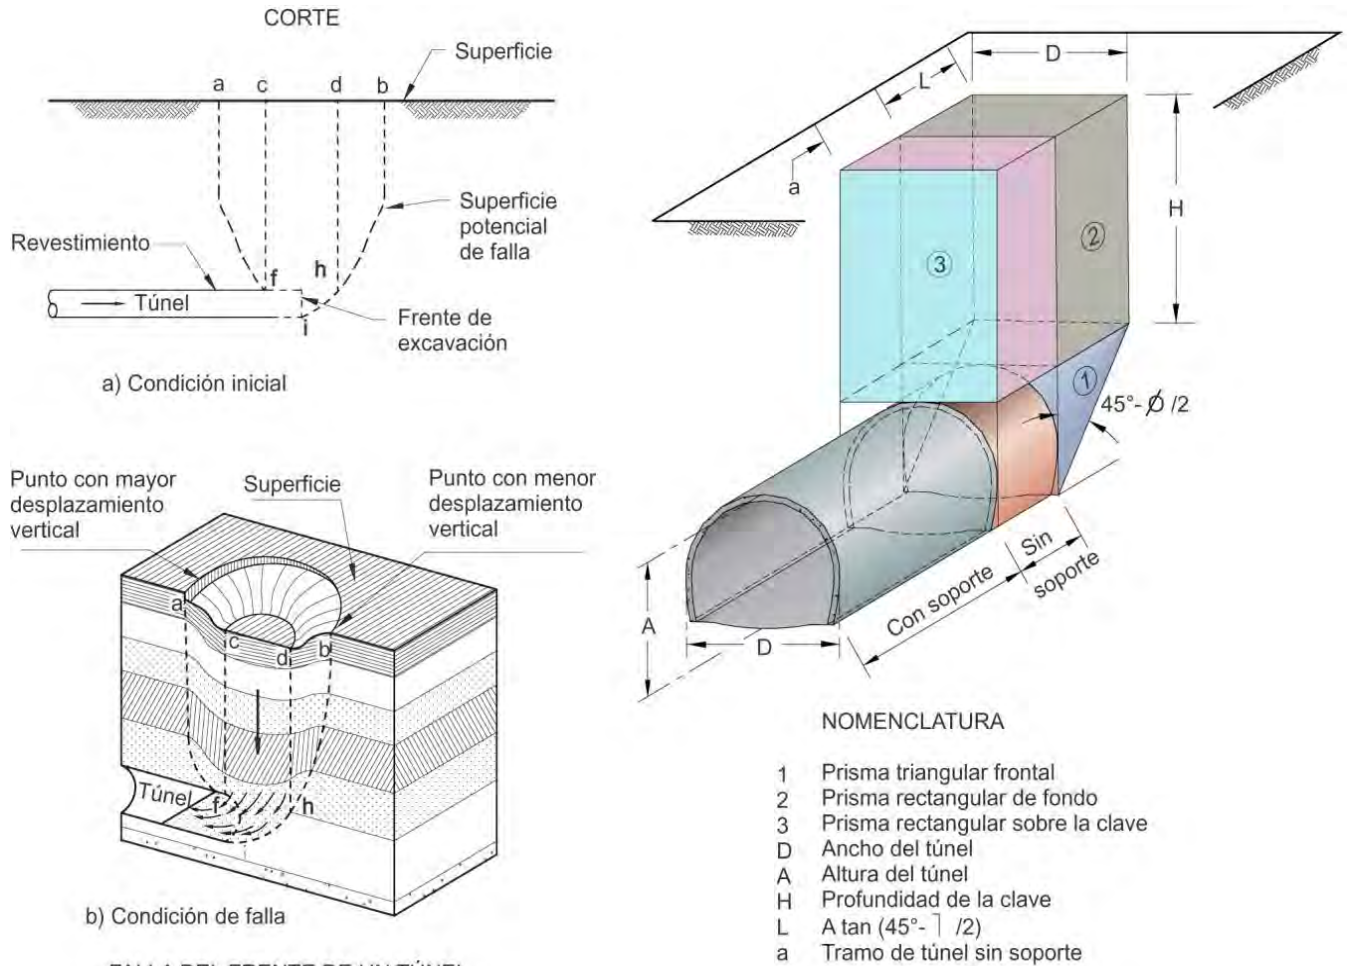 CORTE
Superficie
a
c
d
b
Superficie
potencial
de falla
Revestimiento
f
h
Túnel
i
Frente de
excavación
a) Condición inicial
Punto con mayor
desplazamiento
vertical
Superficie
Punto con menor
desplazamiento
vertical
a
c
d
b
Túnel
f
h
b) Condición de falla
D
L
a
H
3
2
1
45°- Ø /2
A
D
Con soporte
Sin
soporte
NOMENCLATURA
1 Prisma triangular frontal
2 Prisma rectangular de fondo
3 Prisma rectangular sobre la clave
D Ancho del túnel
A Altura del túnel
H Profundidad de la clave
L A tan (45°- ⏋ /2)
a Tramo de túnel sin soporte